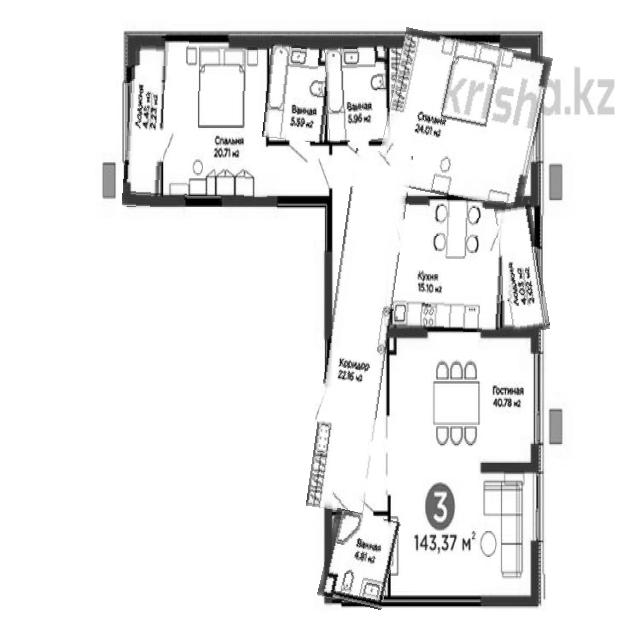 krisha.kz
Лоджия
4.45 м2
2.23 м2
Спальня
20.71 м2
Ванная
5.59 м2
Ванная
5.96 м2
Спальня
24.01 м2
Кухня
15.10 м2
Лоджия
4.03 м2
2.02 м2
Коридор
22.16 м2
Гостиная
40.78 м2
3
143,37 м2
Ванная
4.81 м2